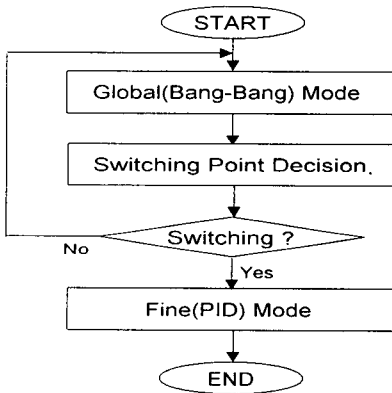 START
Global(Bang-Bang) Mode
Switching Point Decision.
Switching ?
No
Yes
Fine(PID) Mode
END